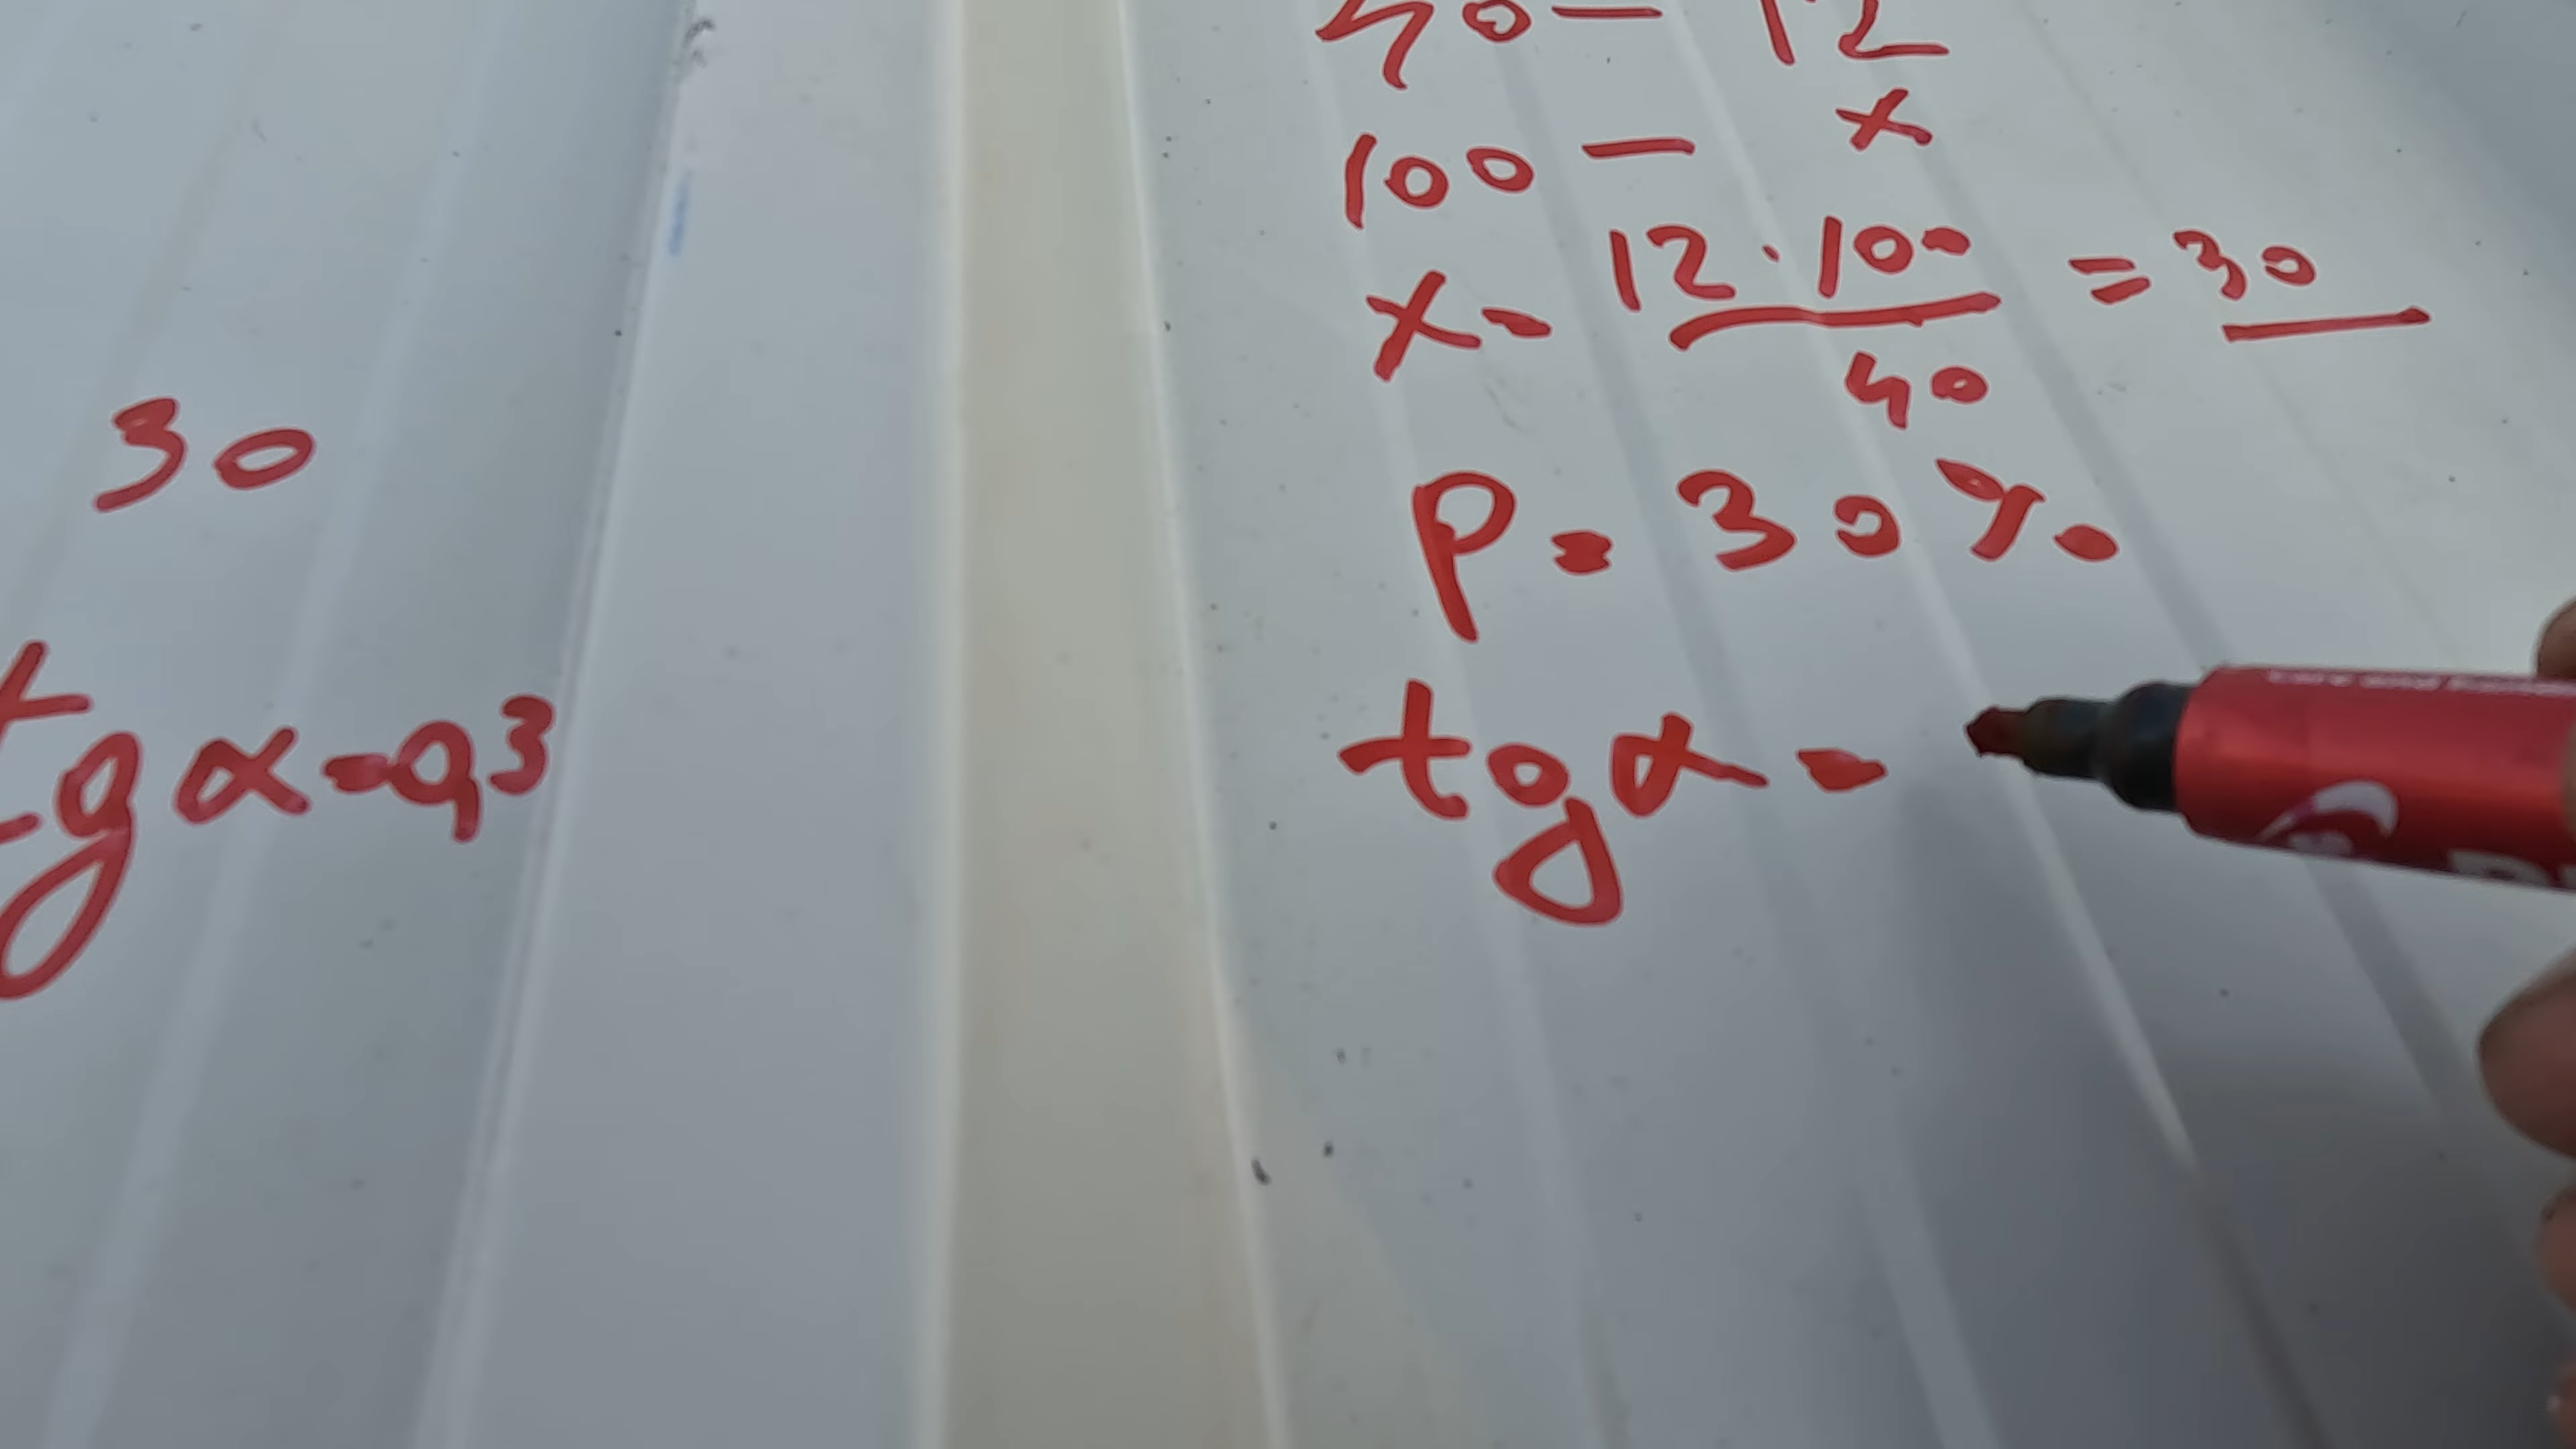 30
tgα=0,3
40 — 12
100 — x
x = 12·100 = 30
40
p = 30%
tgα =